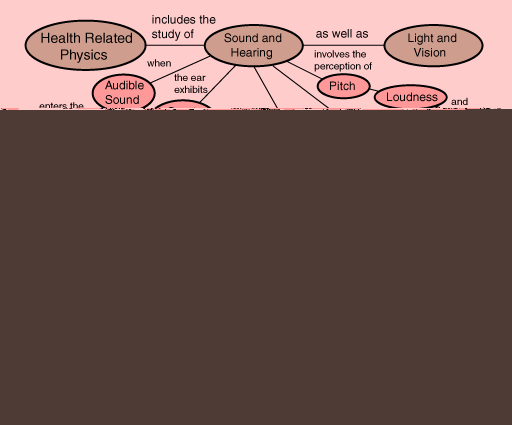 includes the
study of
Health Related
Physics
Sound and
Hearing
as well as
Light and
Vision
when
involves the
perception of
the ear
exhibits
Audible
Sound
Pitch
Loudness
and
enters the